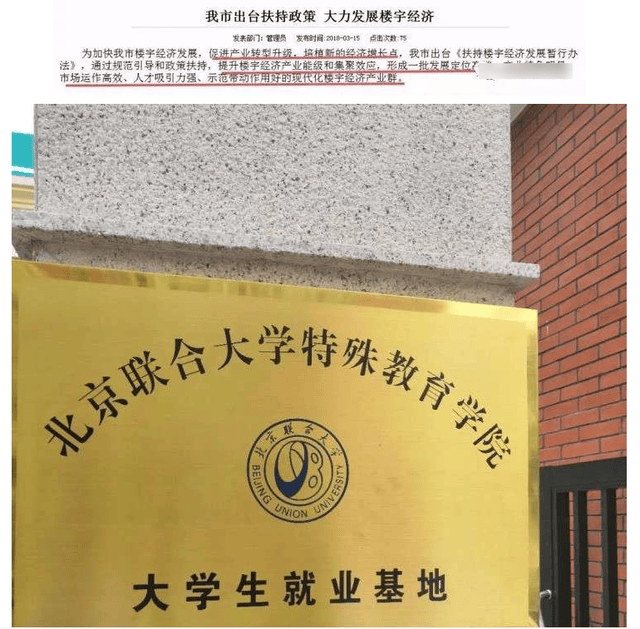 我市出台扶持政策 大力发展楼宇经济
发表部门：管理员 发布时间：2018-03-15 点击次数：75
为加快我市楼宇经济发展，促进产业转型升级，培植新的经济增长点，我市出台《扶持楼宇经济发展暂行办
法》，通过规范引导和政策扶持，提升楼宇经济产业能级和集聚效应，形成一批发展定位
市场运作高效、人才吸引力强、示范带动作用好的现代化楼宇经济产业群。
北京联合大学特殊教育学院
北京联合大学
BEIJING UNION UNIVERSITY
大学生就业基地